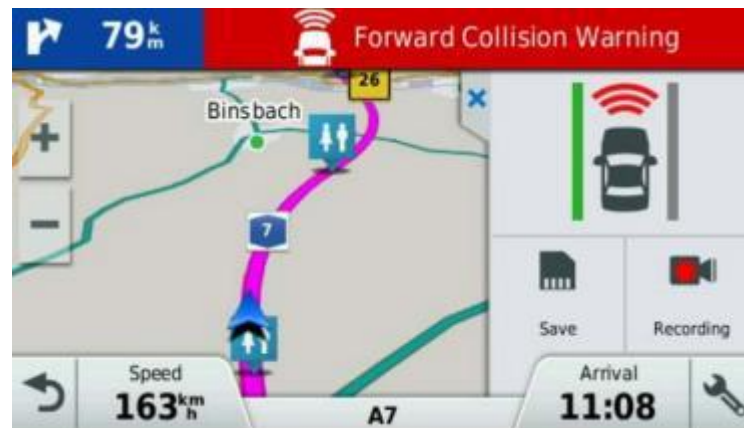 79 km
Forward Collision Warning
26
Binsbach
+
7
−
Save
Recording
Speed
163 km/h
A7
Arrival
11:08